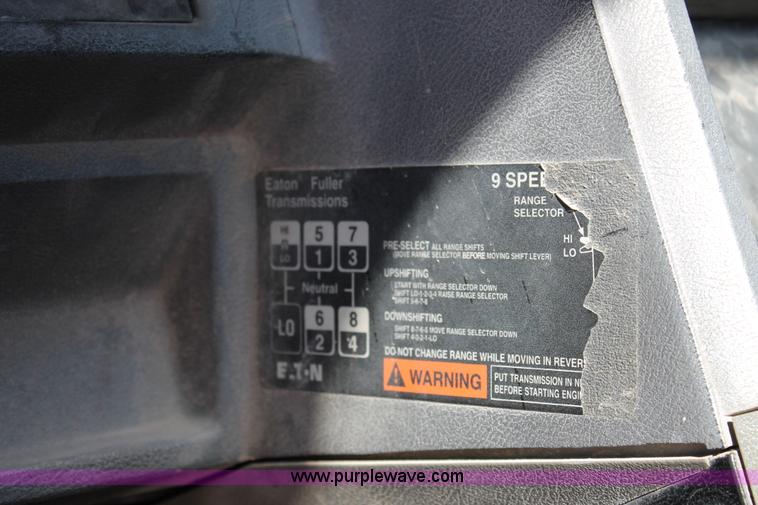 Eaton Fuller
Transmissions
9 SPEE
RANGE
SELECTOR
HI
LO
HI
R
LO
5
1
7
3
Neutral
LO
6
2
8
4
EATON
PRE-SELECT ALL RANGE SHIFTS
(MOVE RANGE SELECTOR BEFORE MOVING SHIFT LEVER)
UPSHIFTING
START WITH RANGE SELECTOR DOWN
SHIFT LO-1-2-3-4 RAISE RANGE SELECTOR
SHIFT 5-6-7-8
DOWNSHIFTING
SHIFT 8-7-6-5 MOVE RANGE SELECTOR DOWN
SHIFT 4-3-2-1-LO
DO NOT CHANGE RANGE WHILE MOVING IN REVER
WARNING
PUT TRANSMISSION IN N
BEFORE STARTING ENGI
www.purplewave.com